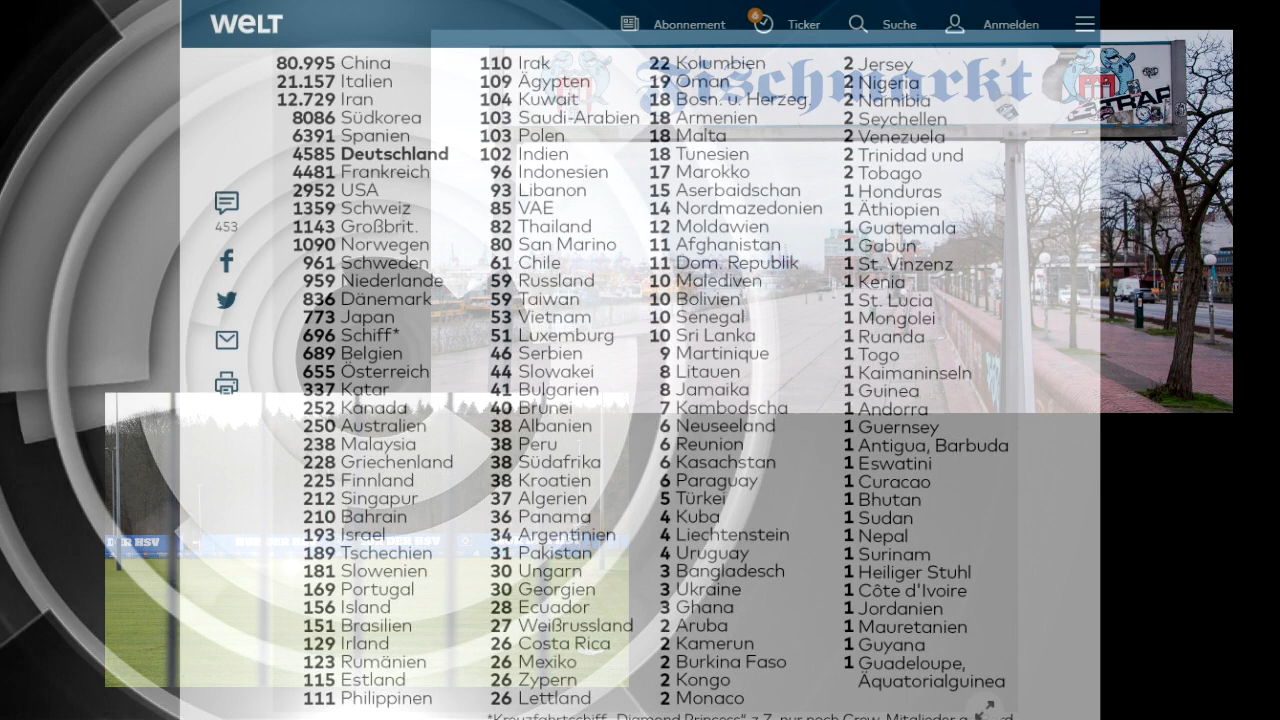 WELT
Abonnement
6
Ticker
Suche
Anmelden
Fischmarkt
453
80.995 China
21.157 Italien
12.729 Iran
8086 Südkorea
6391 Spanien
4585 Deutschland
4481 Frankreich
2952 USA
1359 Schweiz
1143 Großbrit.
1090 Norwegen
961 Schweden
959 Niederlande
836 Dänemark
773 Japan
696 Schiff*
689 Belgien
655 Österreich
337 Katar
252 Kanada
250 Australien
238 Malaysia
228 Griechenland
225 Finnland
212 Singapur
210 Bahrain
193 Israel
189 Tschechien
181 Slowenien
169 Portugal
156 Island
151 Brasilien
129 Irland
123 Rumänien
115 Estland
111 Philippinen
110 Irak
109 Ägypten
104 Kuwait
103 Saudi-Arabien
103 Polen
102 Indien
96 Indonesien
93 Libanon
85 VAE
82 Thailand
80 San Marino
61 Chile
59 Russland
59 Taiwan
53 Vietnam
51 Luxemburg
46 Serbien
44 Slowakei
41 Bulgarien
40 Brunei
38 Albanien
38 Peru
38 Südafrika
38 Kroatien
37 Algerien
36 Panama
34 Argentinien
31 Pakistan
30 Ungarn
30 Georgien
28 Ecuador
27 Weißrussland
26 Costa Rica
26 Mexiko
26 Zypern
26 Lettland
22 Kolumbien
19 Oman
18 Bosn. u Herzeg.
18 Armenien
18 Malta
18 Tunesien
17 Marokko
15 Aserbaidschan
14 Nordmazedonien
12 Moldawien
11 Afghanistan
11 Dom. Republik
10 Malediven
10 Bolivien
10 Senegal
10 Sri Lanka
9 Martinique
8 Litauen
8 Jamaika
7 Kambodscha
6 Neuseeland
6 Reunion
6 Kasachstan
6 Paraguay
5 Türkei
4 Kuba
4 Liechtenstein
4 Uruguay
3 Bangladesch
3 Ukraine
3 Ghana
2 Aruba
2 Kamerun
2 Burkina Faso
2 Kongo
2 Monaco
2 Jersey
2 Nigeria
2 Namibia
2 Seychellen
2 Venezuela
2 Trinidad und
2 Tobago
1 Honduras
1 Äthiopien
1 Guatemala
1 Gabun
1 St. Vinzenz
1 Kenia
1 St. Lucia
1 Mongolei
1 Ruanda
1 Togo
1 Kaimaninseln
1 Guinea
1 Andorra
1 Guernsey
1 Antigua, Barbuda
1 Eswatini
1 Curacao
1 Bhutan
1 Sudan
1 Nepal
1 Surinam
1 Heiliger Stuhl
1 Côte d'Ivoire
1 Jordanien
1 Mauretanien
1 Guyana
1 Guadeloupe,
Äquatorialguinea
*Kreuzfahrtschiff „Diamond Princess“, z.Z. nur noch Crew-Mitglieder
DER HSV